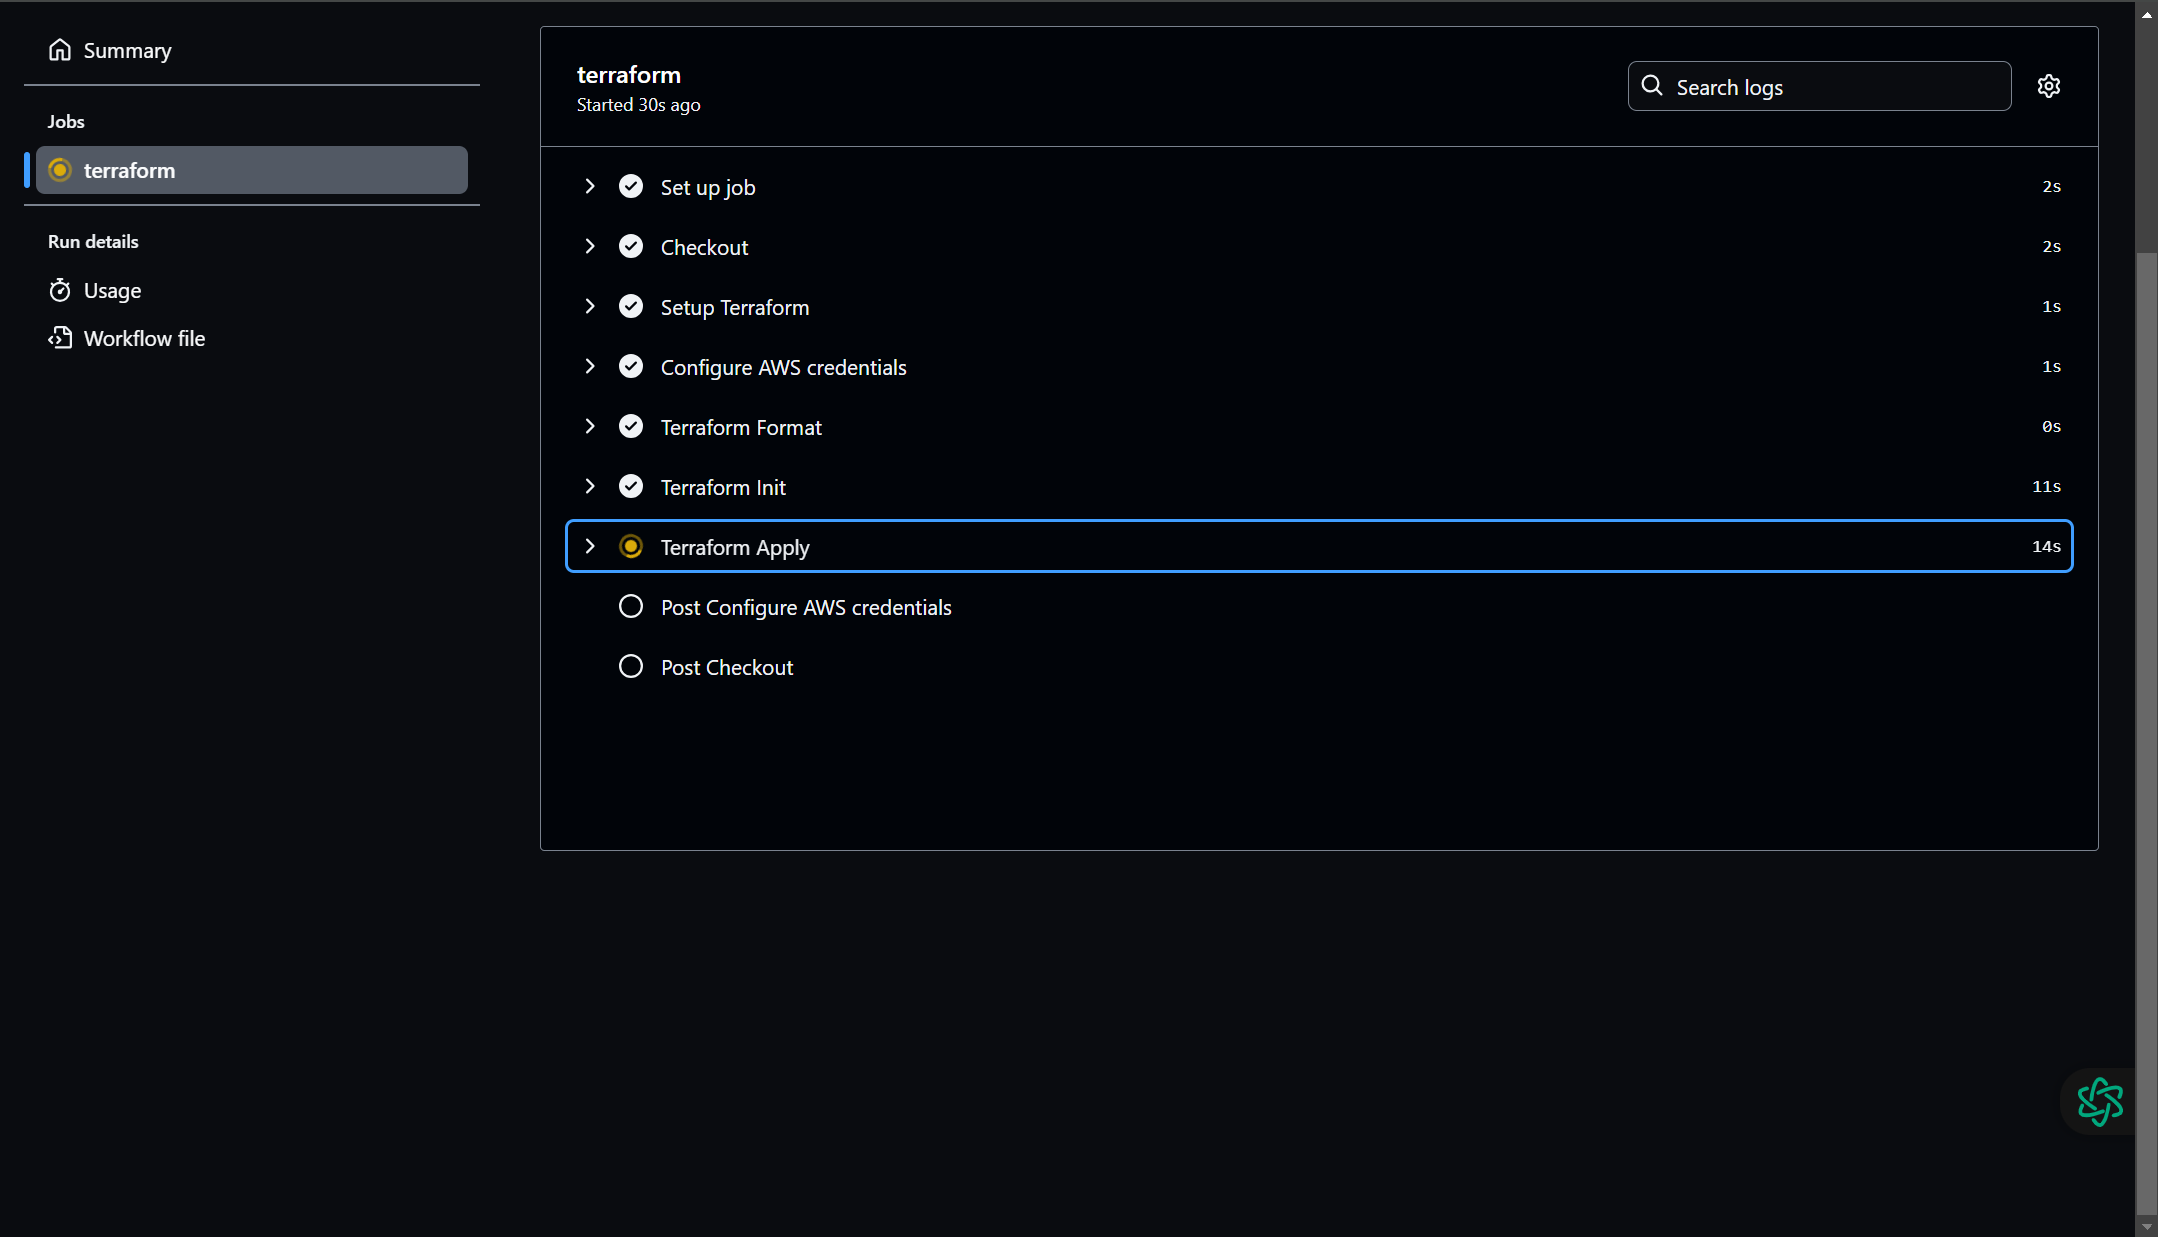 Summary
Jobs
terraform
Run details
Usage
Workflow file
terraform
Started 30s ago
Search logs
Set up job 2s
Checkout 2s
Setup Terraform 1s
Configure AWS credentials 1s
Terraform Format 0s
Terraform Init 11s
Terraform Apply 14s
Post Configure AWS credentials
Post Checkout